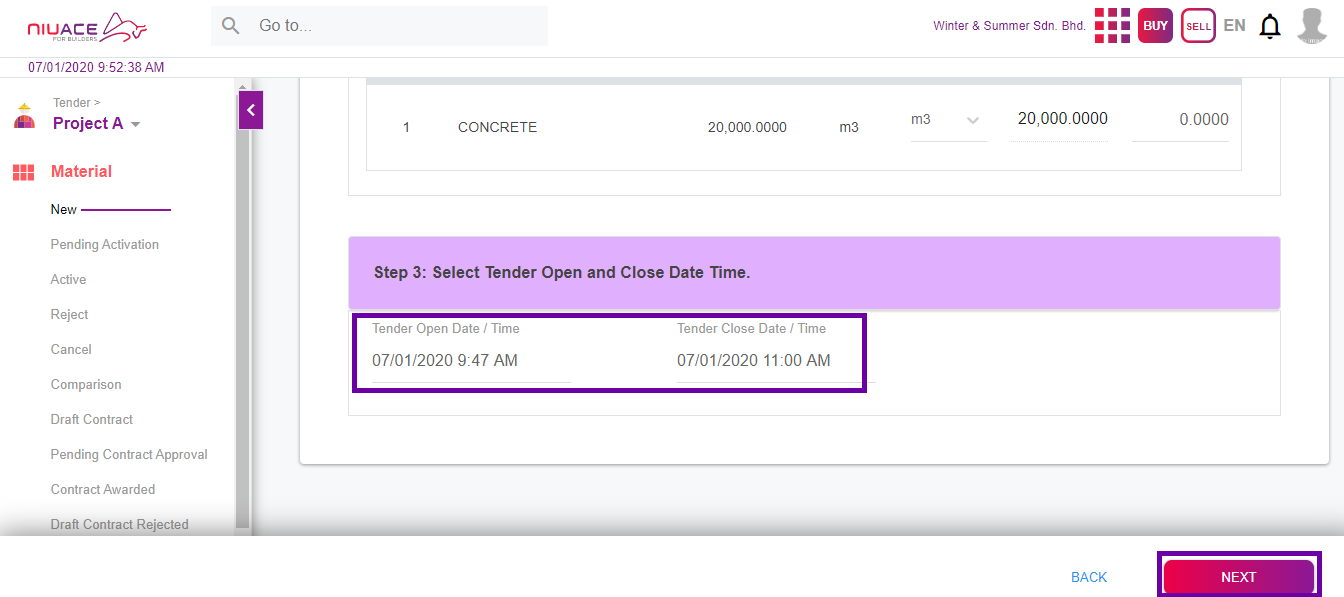 NIUACE
FOR BUILDERS
Go to...
Winter & Summer Sdn. Bhd.
BUY
SELL
EN
07/01/2020 9:52:38 AM
Tender >
Project A
Material
New
Pending Activation
Active
Reject
Cancel
Comparison
Draft Contract
Pending Contract Approval
Contract Awarded
Draft Contract Rejected
1 CONCRETE 20,000.0000 m3 m3 20,000.0000 0.0000
Step 3: Select Tender Open and Close Date Time.
Tender Open Date / Time Tender Close Date / Time
07/01/2020 9:47 AM 07/01/2020 11:00 AM
BACK NEXT